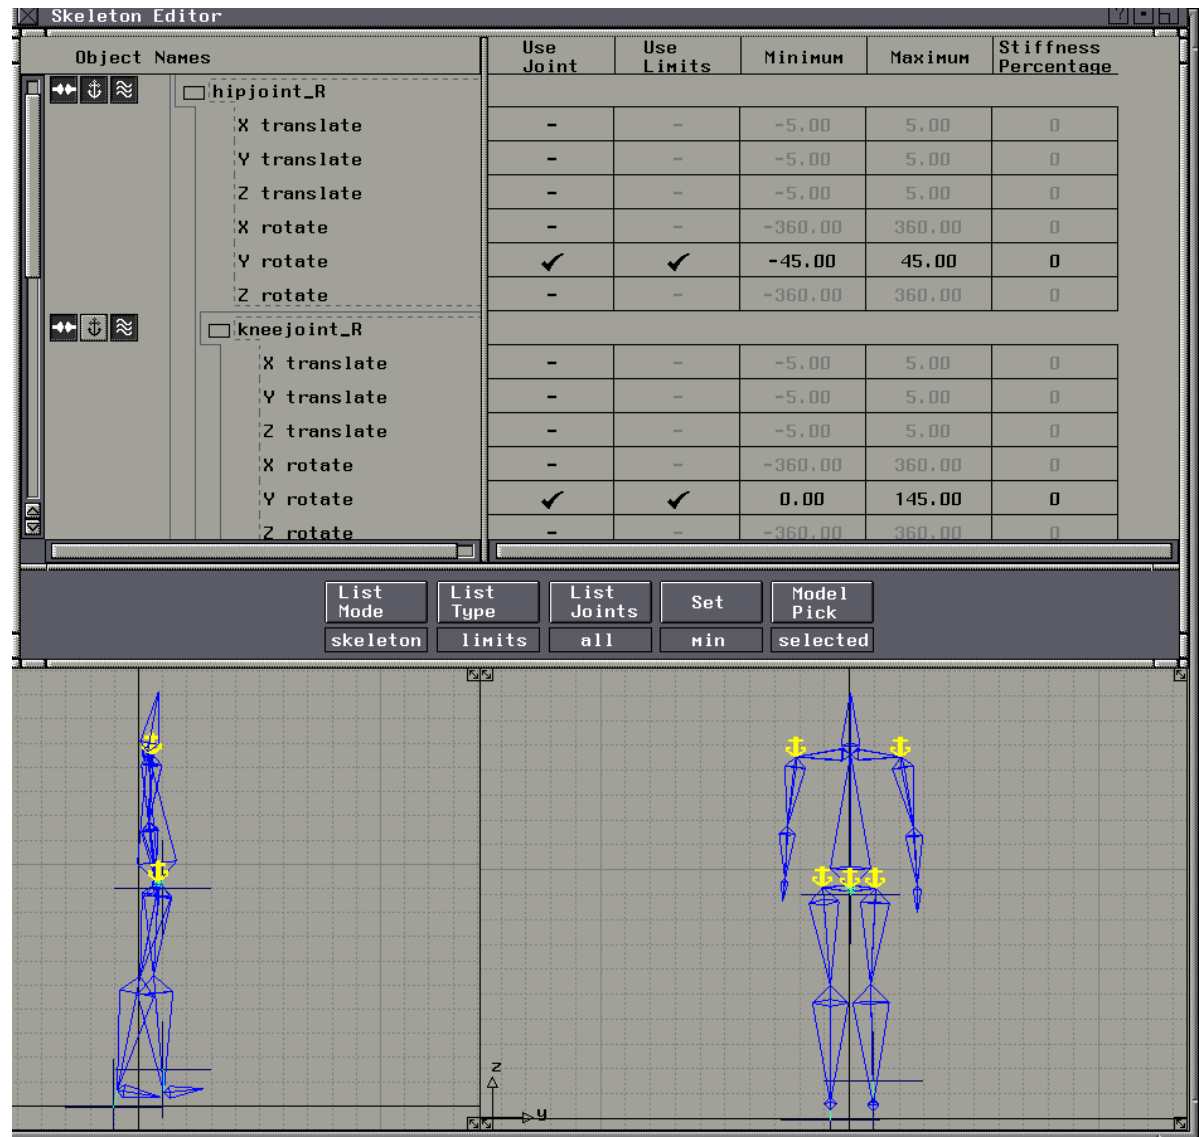 Skeleton Editor
?
Object Names Use Joint Use Limits Minimum Maximum Stiffness Percentage
hipjoint_R
X translate - - -5.00 5.00 0
Y translate - - -5.00 5.00 0
Z translate - - -5.00 5.00 0
X rotate - - -360.00 360.00 0
Y rotate ✓ ✓ -45.00 45.00 0
Z rotate - - -360.00 360.00 0
kneejoint_R
X translate - - -5.00 5.00 0
Y translate - - -5.00 5.00 0
Z translate - - -5.00 5.00 0
X rotate - - -360.00 360.00 0
Y rotate ✓ ✓ 0.00 145.00 0
Z rotate - - -360.00 360.00 0
List Mode List Type List Joints Set Model Pick
skeleton limits all min selected
z
y